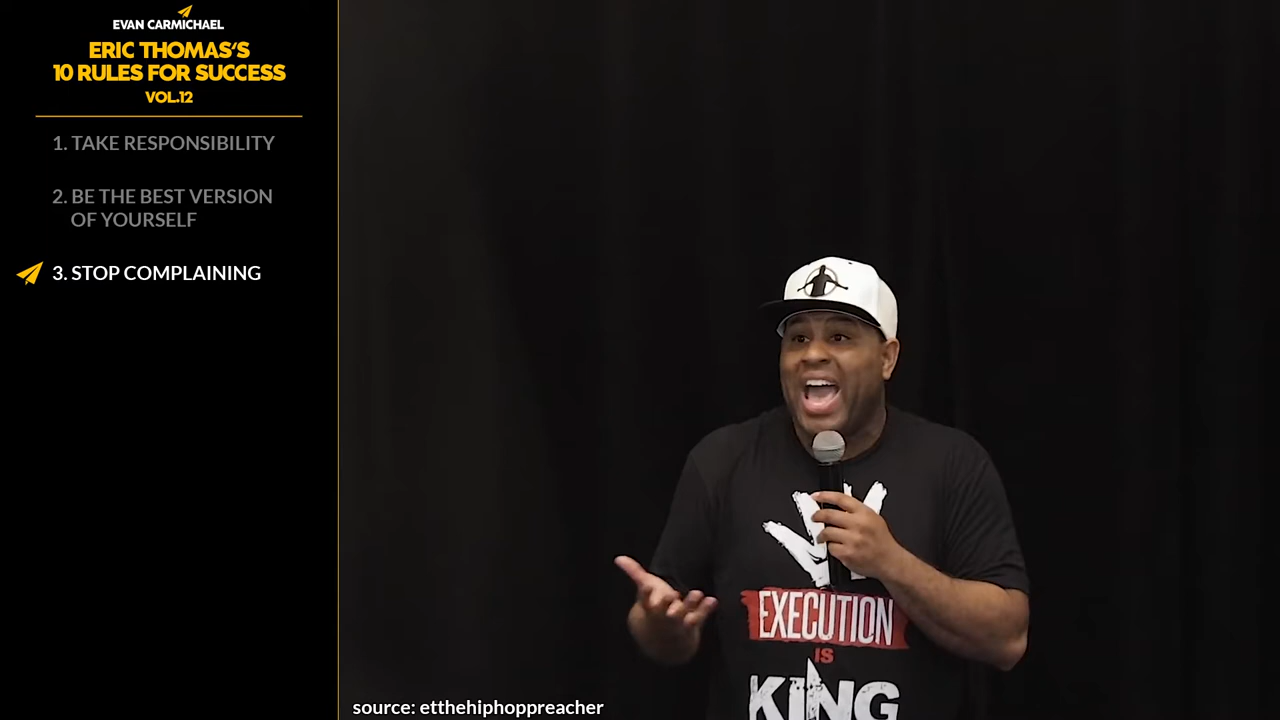 EVAN CARMICHAEL
ERIC THOMAS'S
10 RULES FOR SUCCESS
VOL.12
1. TAKE RESPONSIBILITY
2. BE THE BEST VERSION
OF YOURSELF
3. STOP COMPLAINING
EXECUTION
IS
KING
source: etthehiphoppreacher